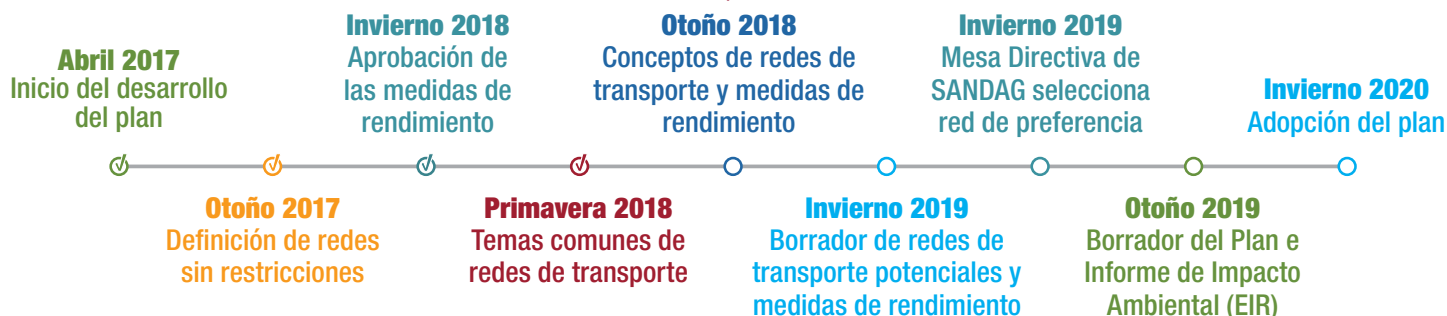 Abril 2017
Inicio del desarrollo
del plan
Otoño 2017
Definición de redes
sin restricciones
Invierno 2018
Aprobación de
las medidas de
rendimiento
Primavera 2018
Temas comunes de
redes de transporte
Otoño 2018
Conceptos de redes de
transporte y medidas de
rendimiento
Invierno 2019
Borrador de redes de
transporte potenciales y
medidas de rendimiento
Invierno 2019
Mesa Directiva de
SANDAG selecciona
red de preferencia
Otoño 2019
Borrador del Plan e
Informe de Impacto
Ambiental (EIR)
Invierno 2020
Adopción del plan